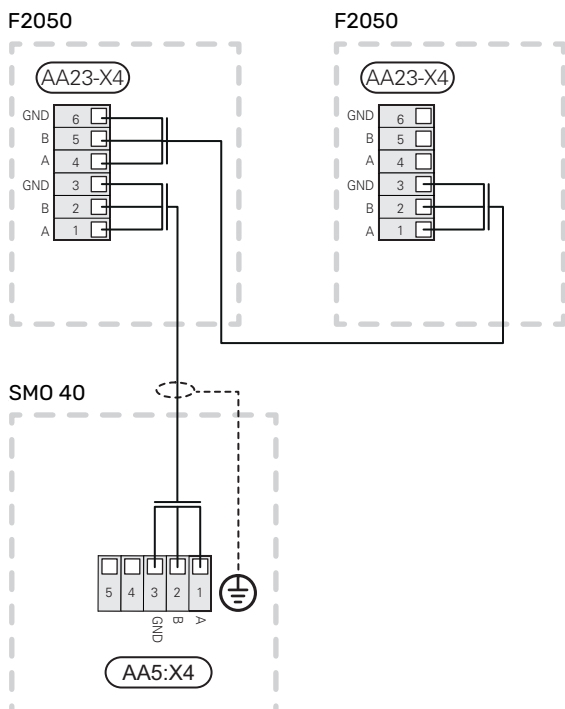 F2050
F2050
AA23-X4
AA23-X4
GND 6
B 5
A 4
GND 3
B 2
A 1
GND 6
B 5
A 4
GND 3
B 2
A 1
SMO 40
5 4 3 2 1
GND B A
AA5:X4